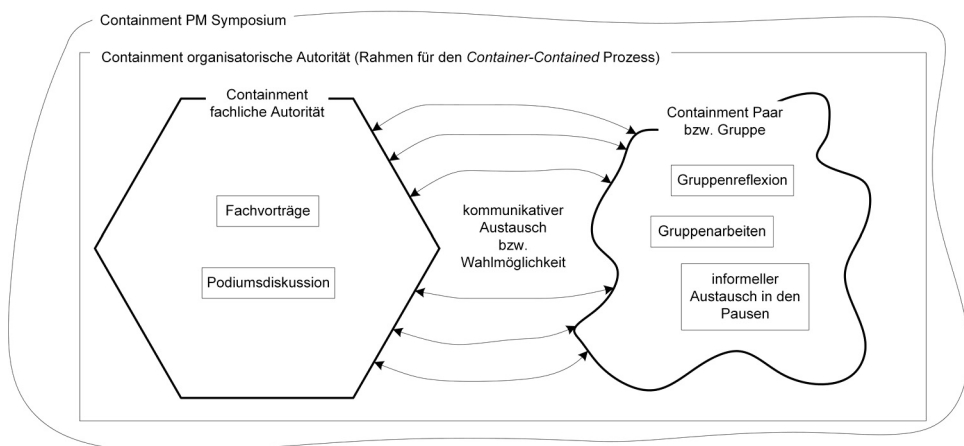 Containment PM Symposium
Containment organisatorische Autorität (Rahmen für den Container-Contained Prozess)
Containment
fachliche Autorität
Fachvorträge
Podiumsdiskussion
kommunikativer
Austausch
bzw.
Wahlmöglichkeit
Containment Paar
bzw. Gruppe
Gruppenreflexion
Gruppenarbeiten
informeller
Austausch in den
Pausen